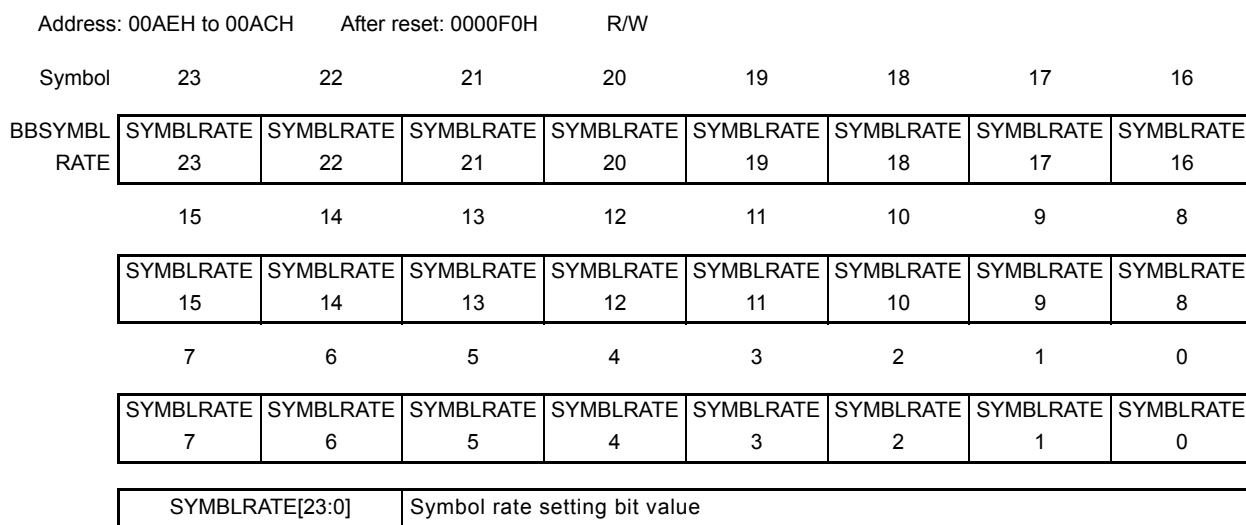 Address: 00AEH to 00ACH After reset: 0000F0H R/W
Symbol 23 22 21 20 19 18 17 16
BBSYMBL SYMBLRATE SYMBLRATE SYMBLRATE SYMBLRATE SYMBLRATE SYMBLRATE SYMBLRATE SYMBLRATE
RATE 23 22 21 20 19 18 17 16
15 14 13 12 11 10 9 8
SYMBLRATE SYMBLRATE SYMBLRATE SYMBLRATE SYMBLRATE SYMBLRATE SYMBLRATE SYMBLRATE
15 14 13 12 11 10 9 8
7 6 5 4 3 2 1 0
SYMBLRATE SYMBLRATE SYMBLRATE SYMBLRATE SYMBLRATE SYMBLRATE SYMBLRATE SYMBLRATE
7 6 5 4 3 2 1 0
SYMBLRATE[23:0] Symbol rate setting bit value